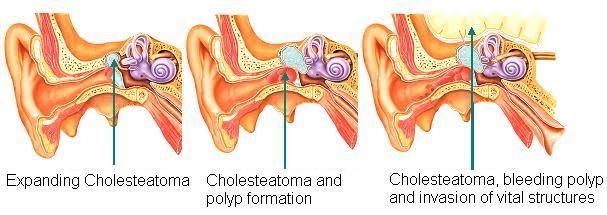 Expanding Cholesteatoma
Cholesteatoma and
polyp formation
Cholesteatoma, bleeding polyp
and invasion of vital structures